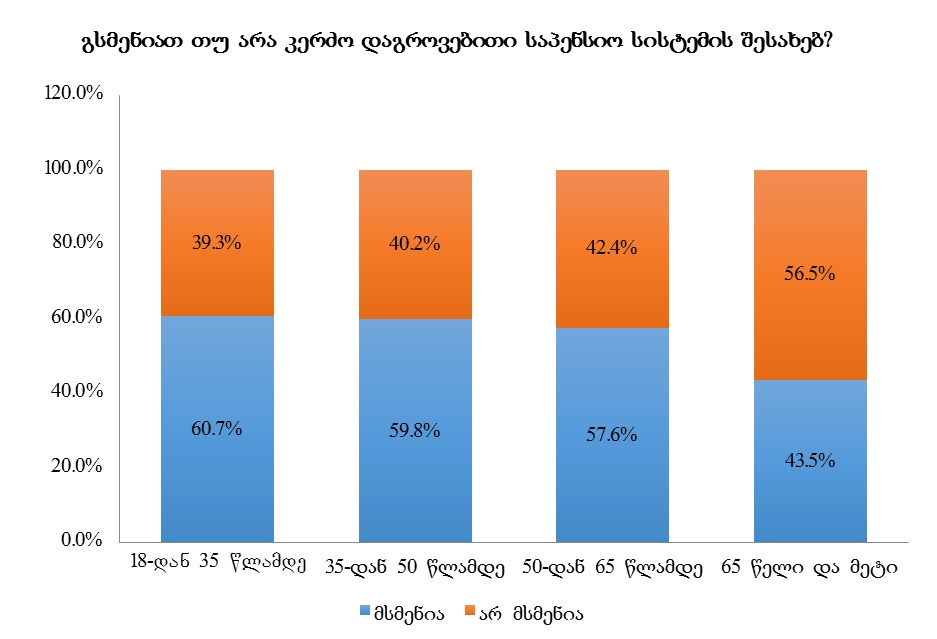 გსმენიათ თუ არა კერძო დაგროვებითი საპენსიო სისტემის შესახებ?
120.0%
100.0%
80.0%
60.0%
40.0%
20.0%
0.0%
39.3%
40.2%
42.4%
56.5%
60.7%
59.8%
57.6%
43.5%
18-დან 35 წლამდე
35-დან 50 წლამდე
50-დან 65 წლამდე
65 წელი და მეტი
მსმენია
არ მსმენია